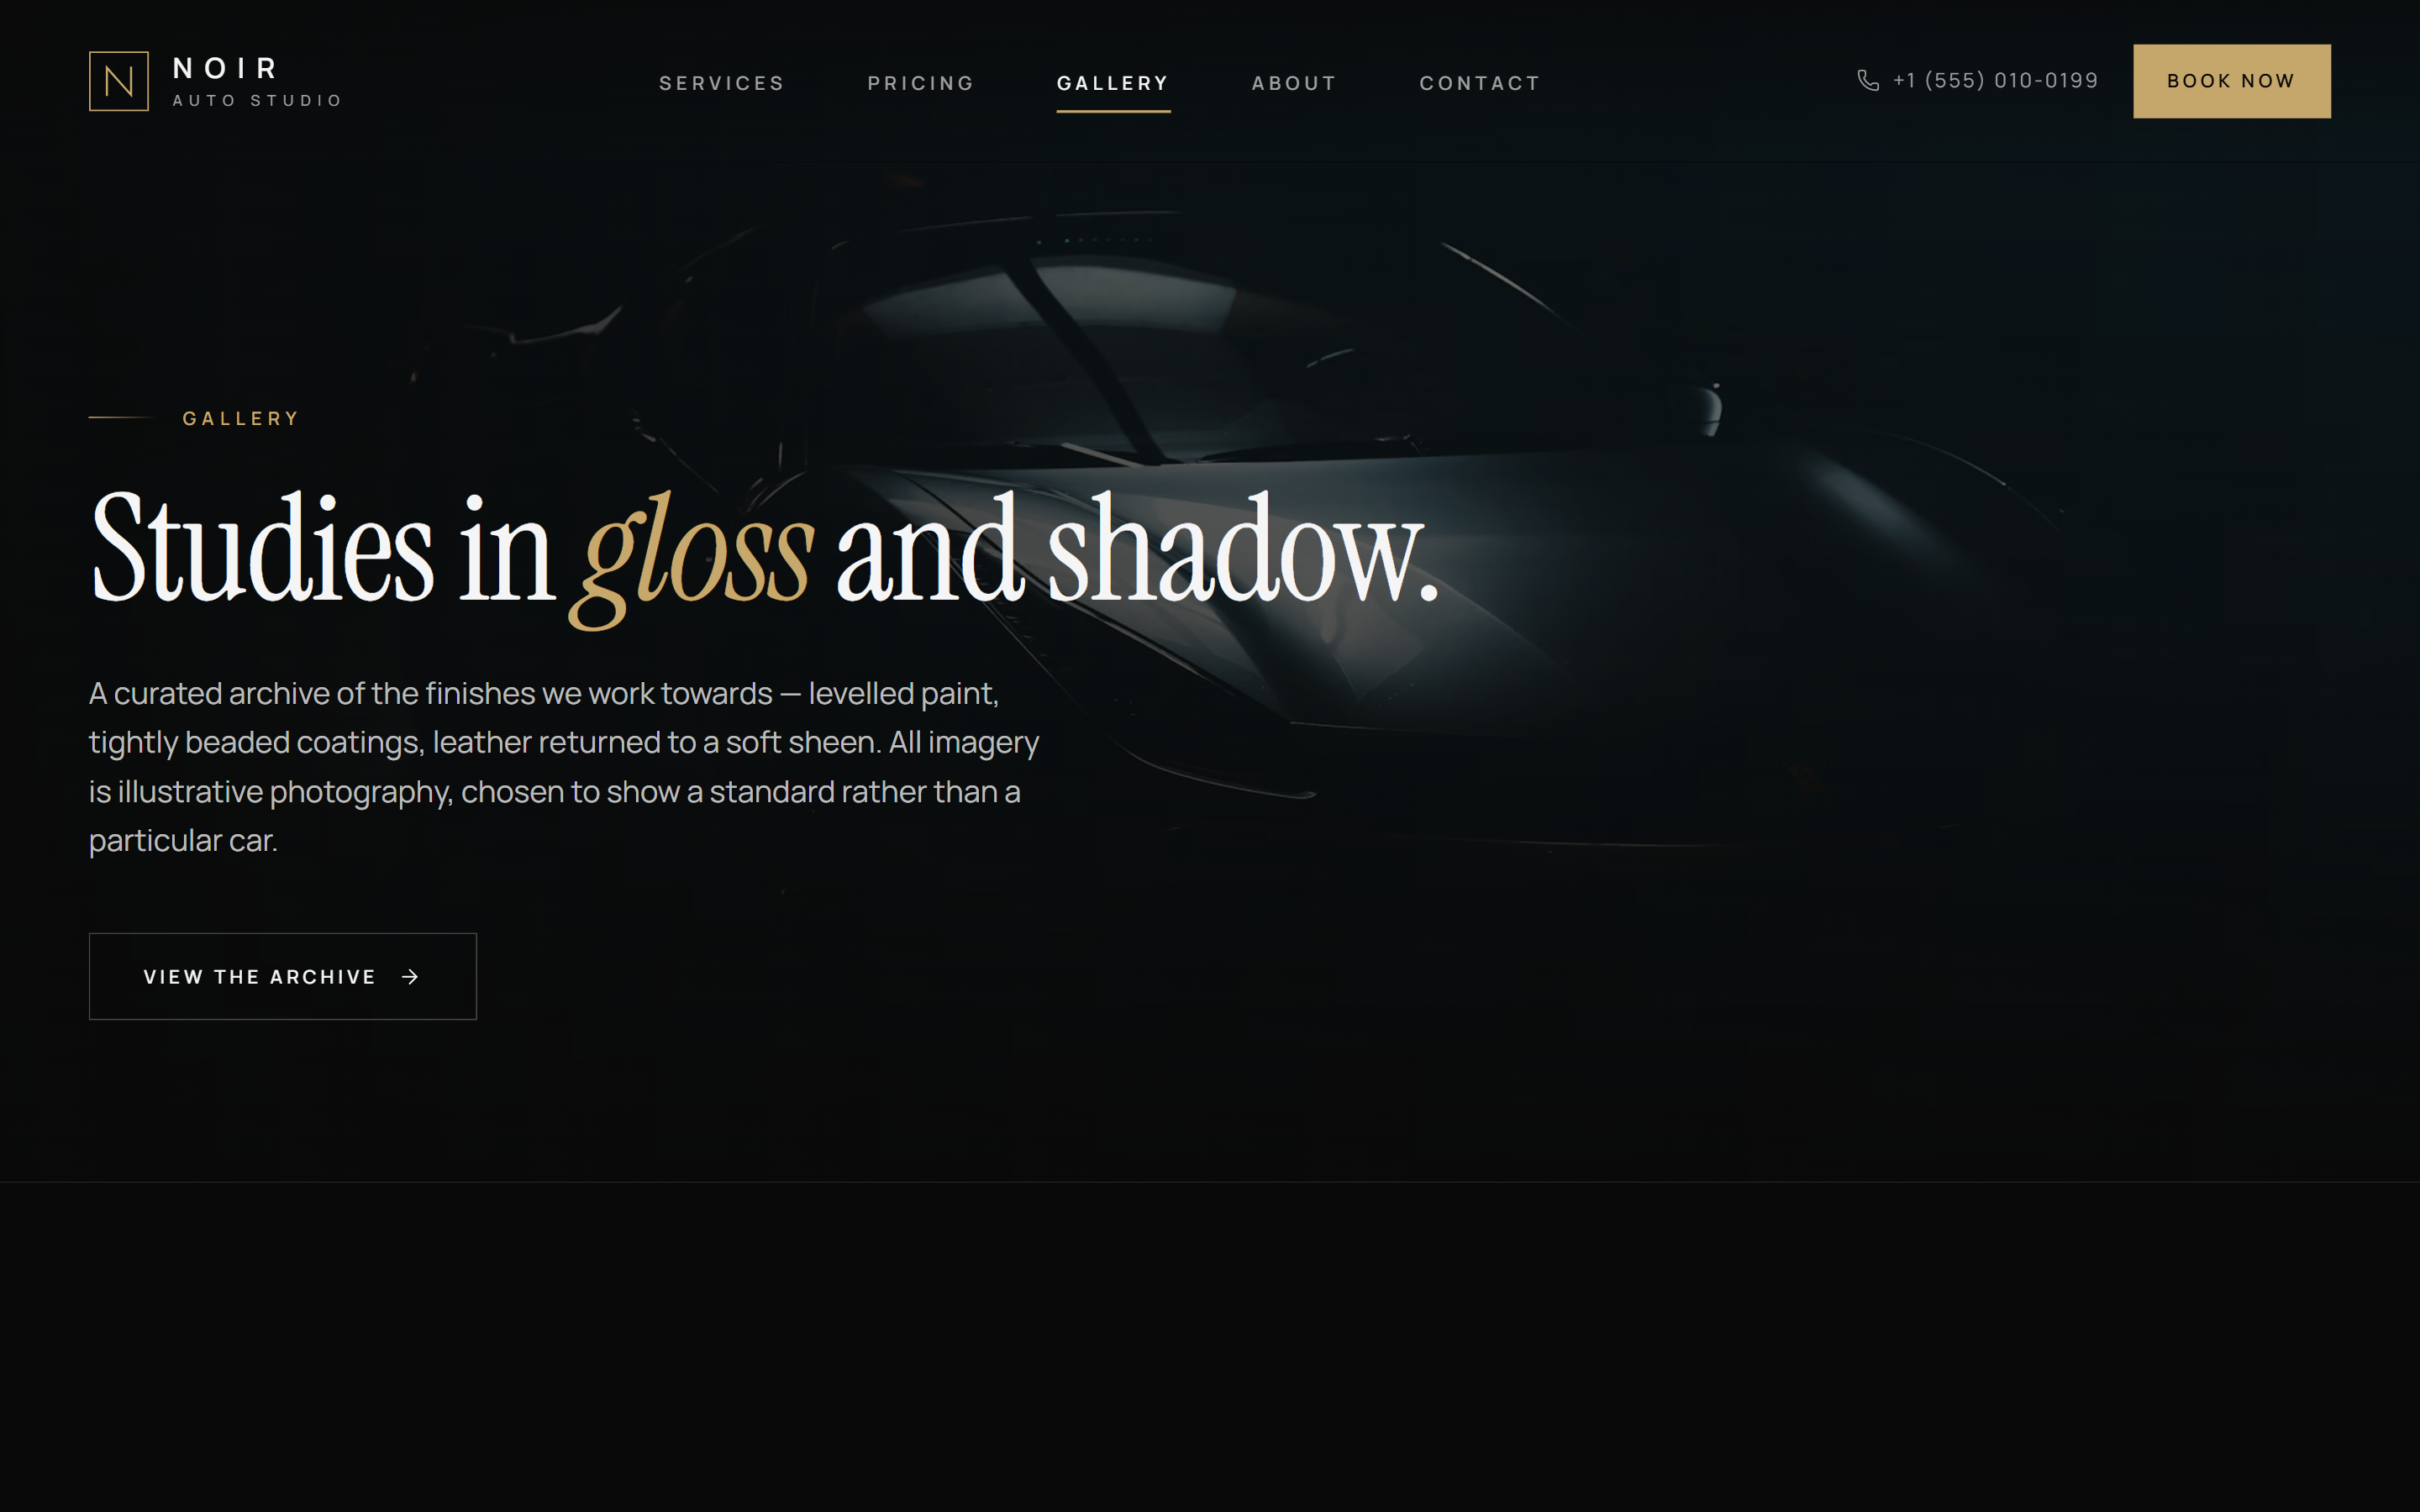 N
NOIR
AUTO STUDIO
SERVICES
PRICING
GALLERY
ABOUT
CONTACT
+1 (555) 010-0199
BOOK NOW
GALLERY
Studies in gloss and shadow.
A curated archive of the finishes we work towards — levelled paint,
tightly beaded coatings, leather returned to a soft sheen. All imagery
is illustrative photography, chosen to show a standard rather than a
particular car.
VIEW THE ARCHIVE →